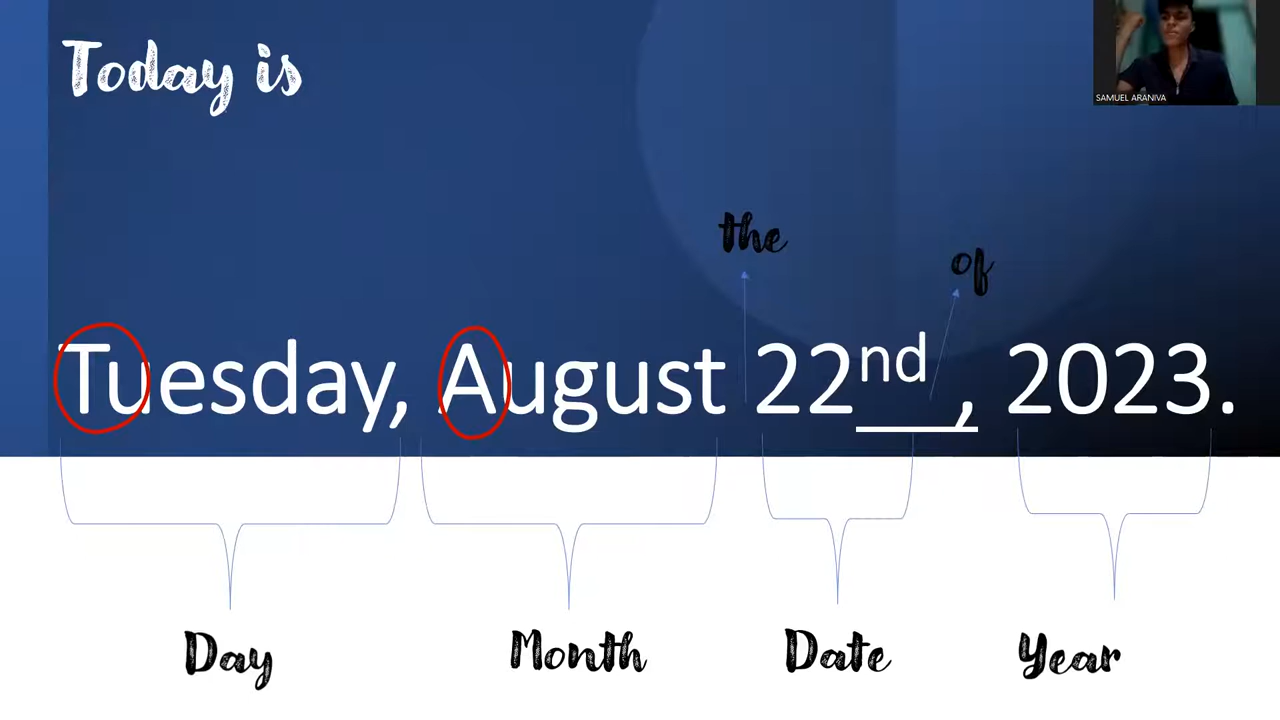 Today is
SAMUEL ARANIVA
the
of
Tuesday, August 22nd, 2023.
Day Month Date Year